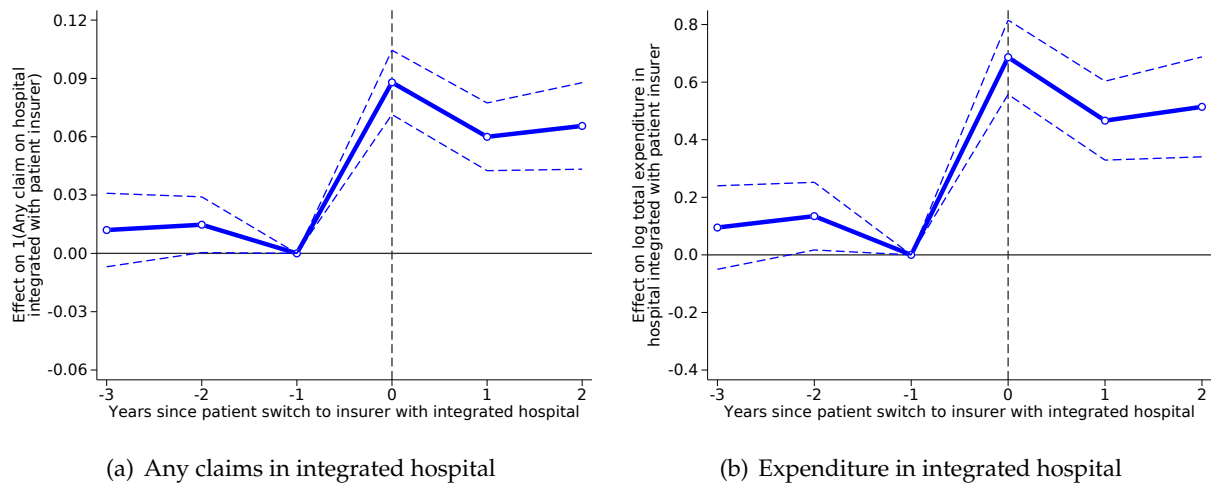 Effect on 1(Any claim on hospital
integrated with patient insurer)
0.12
0.09
0.06
0.03
0.00
-0.03
-0.06
-3 -2 -1 0 1 2
Years since patient switch to insurer with integrated hospital
(a) Any claims in integrated hospital
Effect on log total expenditure in
hospital integrated with patient insurer
0.8
0.6
0.4
0.2
0.0
-0.2
-0.4
-3 -2 -1 0 1 2
Years since patient switch to insurer with integrated hospital
(b) Expenditure in integrated hospital